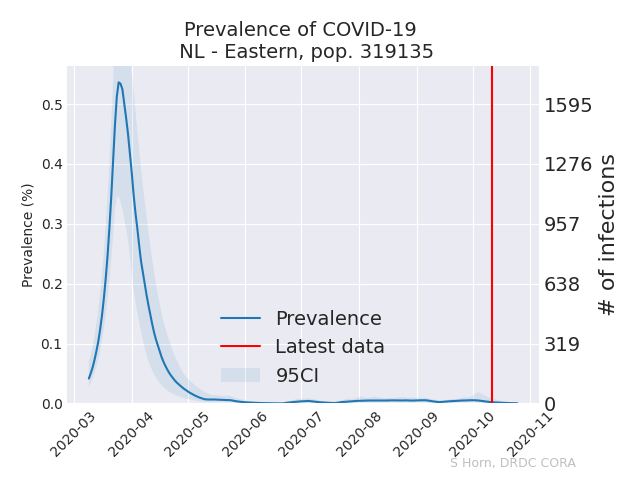 Prevalence of COVID-19
NL - Eastern, pop. 319135
Prevalence (%)
0.5
0.4
0.3
0.2
0.1
0.0
1595
1276
957
638
319
0
# of infections
Prevalence
Latest data
95CI
2020-03
2020-04
2020-05
2020-06
2020-07
2020-08
2020-09
2020-10
2020-11
S Horn, DRDC CORA